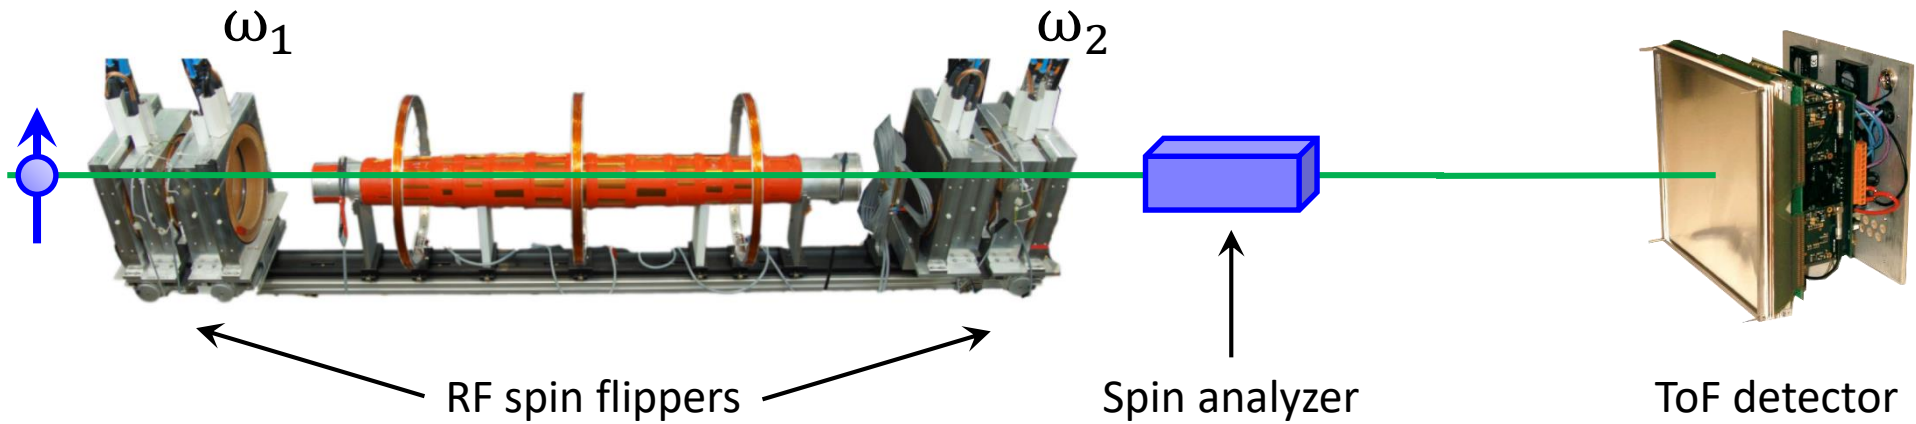 ω₁
ω₂
RF spin flippers
Spin analyzer
ToF detector